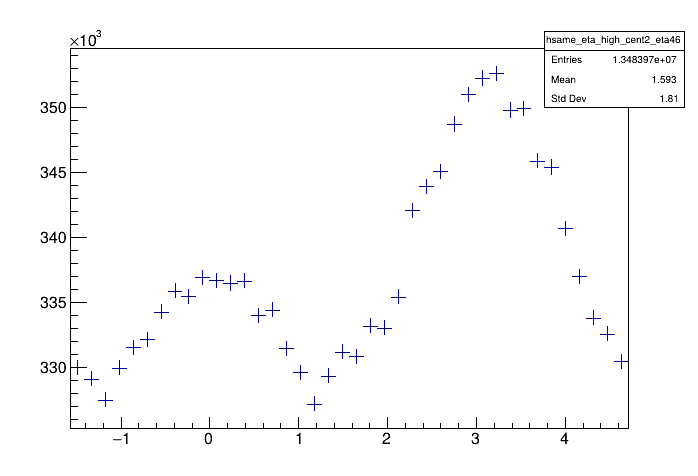 ×10³
hsame_eta_high_cent2_eta46
Entries 1.348397e+07
Mean 1.593
Std Dev 1.81
350
345
340
335
330
−1 0 1 2 3 4